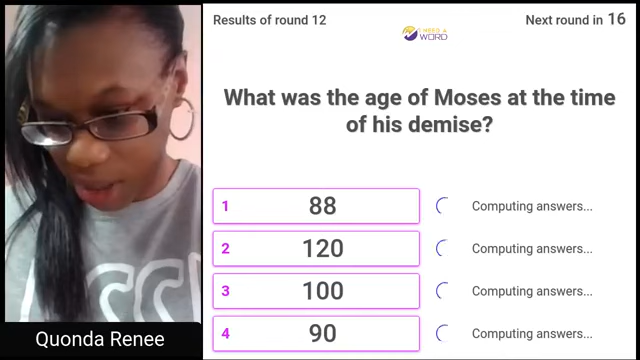 Results of round 12
I NEED A
WORD
Next round in 16
What was the age of Moses at the time
of his demise?
1 88 Computing answers...
2 120 Computing answers...
3 100 Computing answers...
4 90 Computing answers...
Quonda Renee